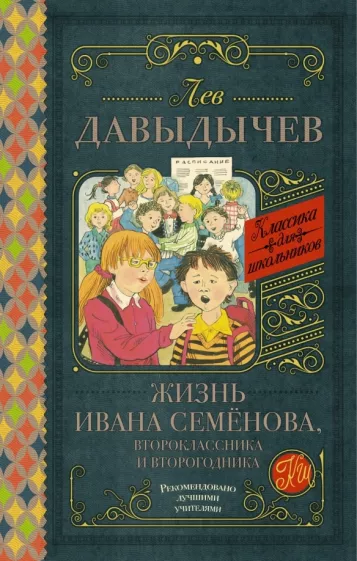 Лев
ДАВЫДЫЧЕВ
РАСПИСАНИЕ
Классика
для
школьников
ЖИЗНЬ
ИВАНА СЕМЁНОВА,
ВТОРОКЛАССНИКА
И ВТОРОГОДНИКА
КШ
Рекомендовано
лучшими
учителями